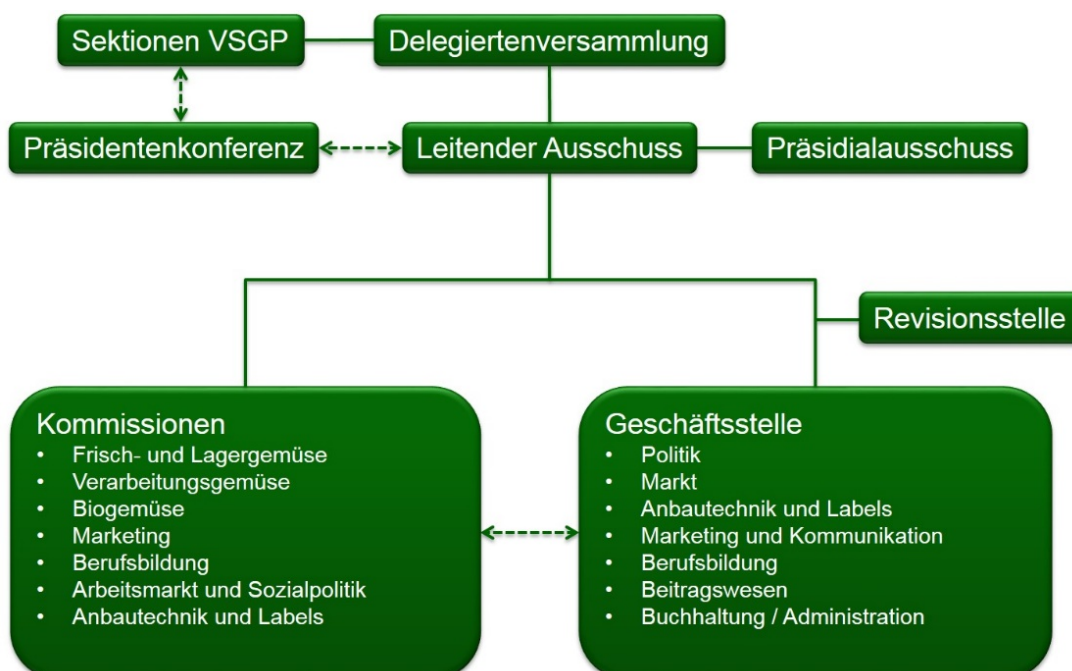 Sektionen VSGP
Delegiertenversammlung
Präsidentenkonferenz
Leitender Ausschuss
Präsidialausschuss
Revisionsstelle
Kommissionen
• Frisch- und Lagergemüse
• Verarbeitungsgemüse
• Biogemüse
• Marketing
• Berufsbildung
• Arbeitsmarkt und Sozialpolitik
• Anbautechnik und Labels
Geschäftsstelle
• Politik
• Markt
• Anbautechnik und Labels
• Marketing und Kommunikation
• Berufsbildung
• Beitragswesen
• Buchhaltung / Administration